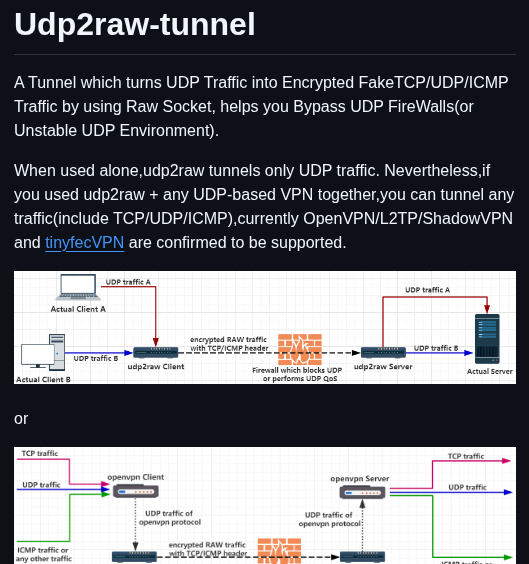 Udp2raw-tunnel
A Tunnel which turns UDP Traffic into Encrypted FakeTCP/UDP/ICMP
Traffic by using Raw Socket, helps you Bypass UDP FireWalls(or
Unstable UDP Environment).
When used alone,udp2raw tunnels only UDP traffic. Nevertheless,if
you used udp2raw + any UDP-based VPN together,you can tunnel any
traffic(include TCP/UDP/ICMP),currently OpenVPN/L2TP/ShadowVPN
and tinyfecVPN are confirmed to be supported.
UDP traffic A
Actual Client A
UDP traffic A
encrypted RAW traffic
with TCP/ICMP header
UDP traffic B
UDP traffic B
udp2raw Client
Firewall which blocks UDP
or performs UDP QoS
udp2raw Server
Actual Server
Actual Client B
or
TCP traffic
TCP traffic
openvpn Client
openvpn Server
UDP traffic
UDP traffic
UDP traffic of
openvpn protocol
UDP traffic of
openvpn protocol
encrypted RAW traffic
with TCP/ICMP header
ICMP traffic or
any other traffic
ICMP traffic or